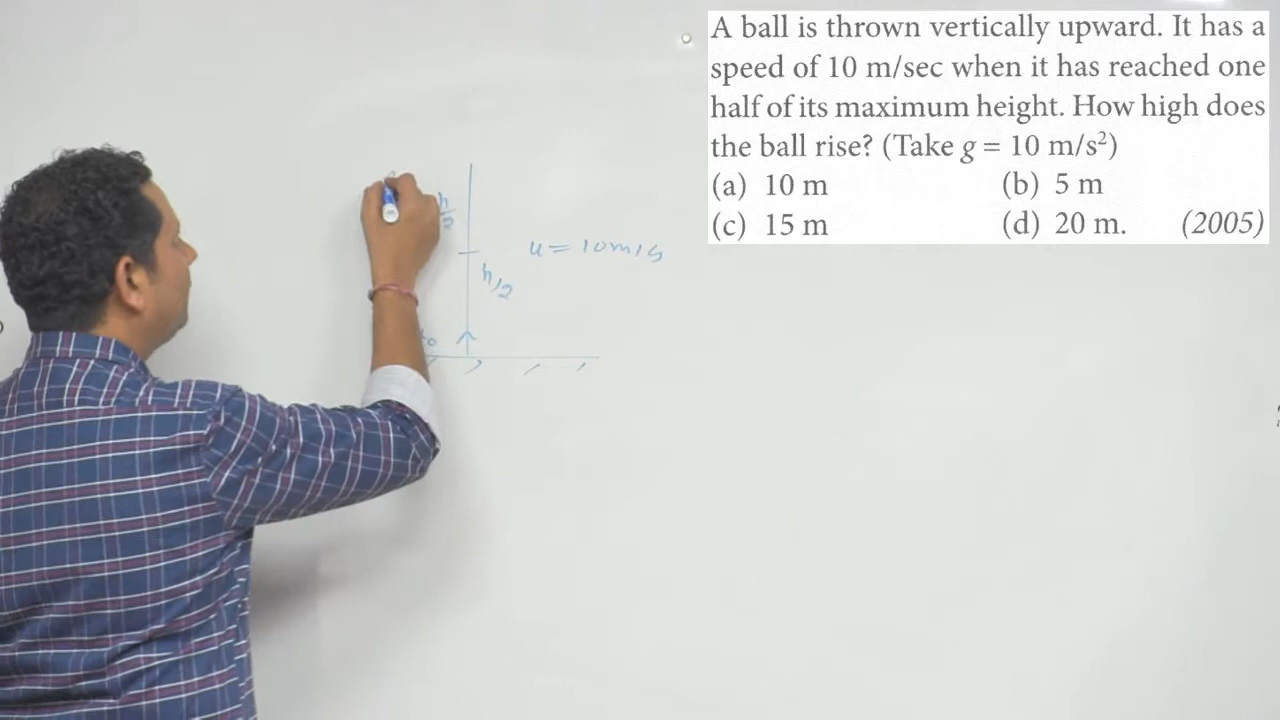 A ball is thrown vertically upward. It has a
speed of 10 m/sec when it has reached one
half of its maximum height. How high does
the ball rise? (Take g = 10 m/s²)
(a) 10 m (b) 5 m
(c) 15 m (d) 20 m. (2005)
h/2
u = 10m/s
h/2